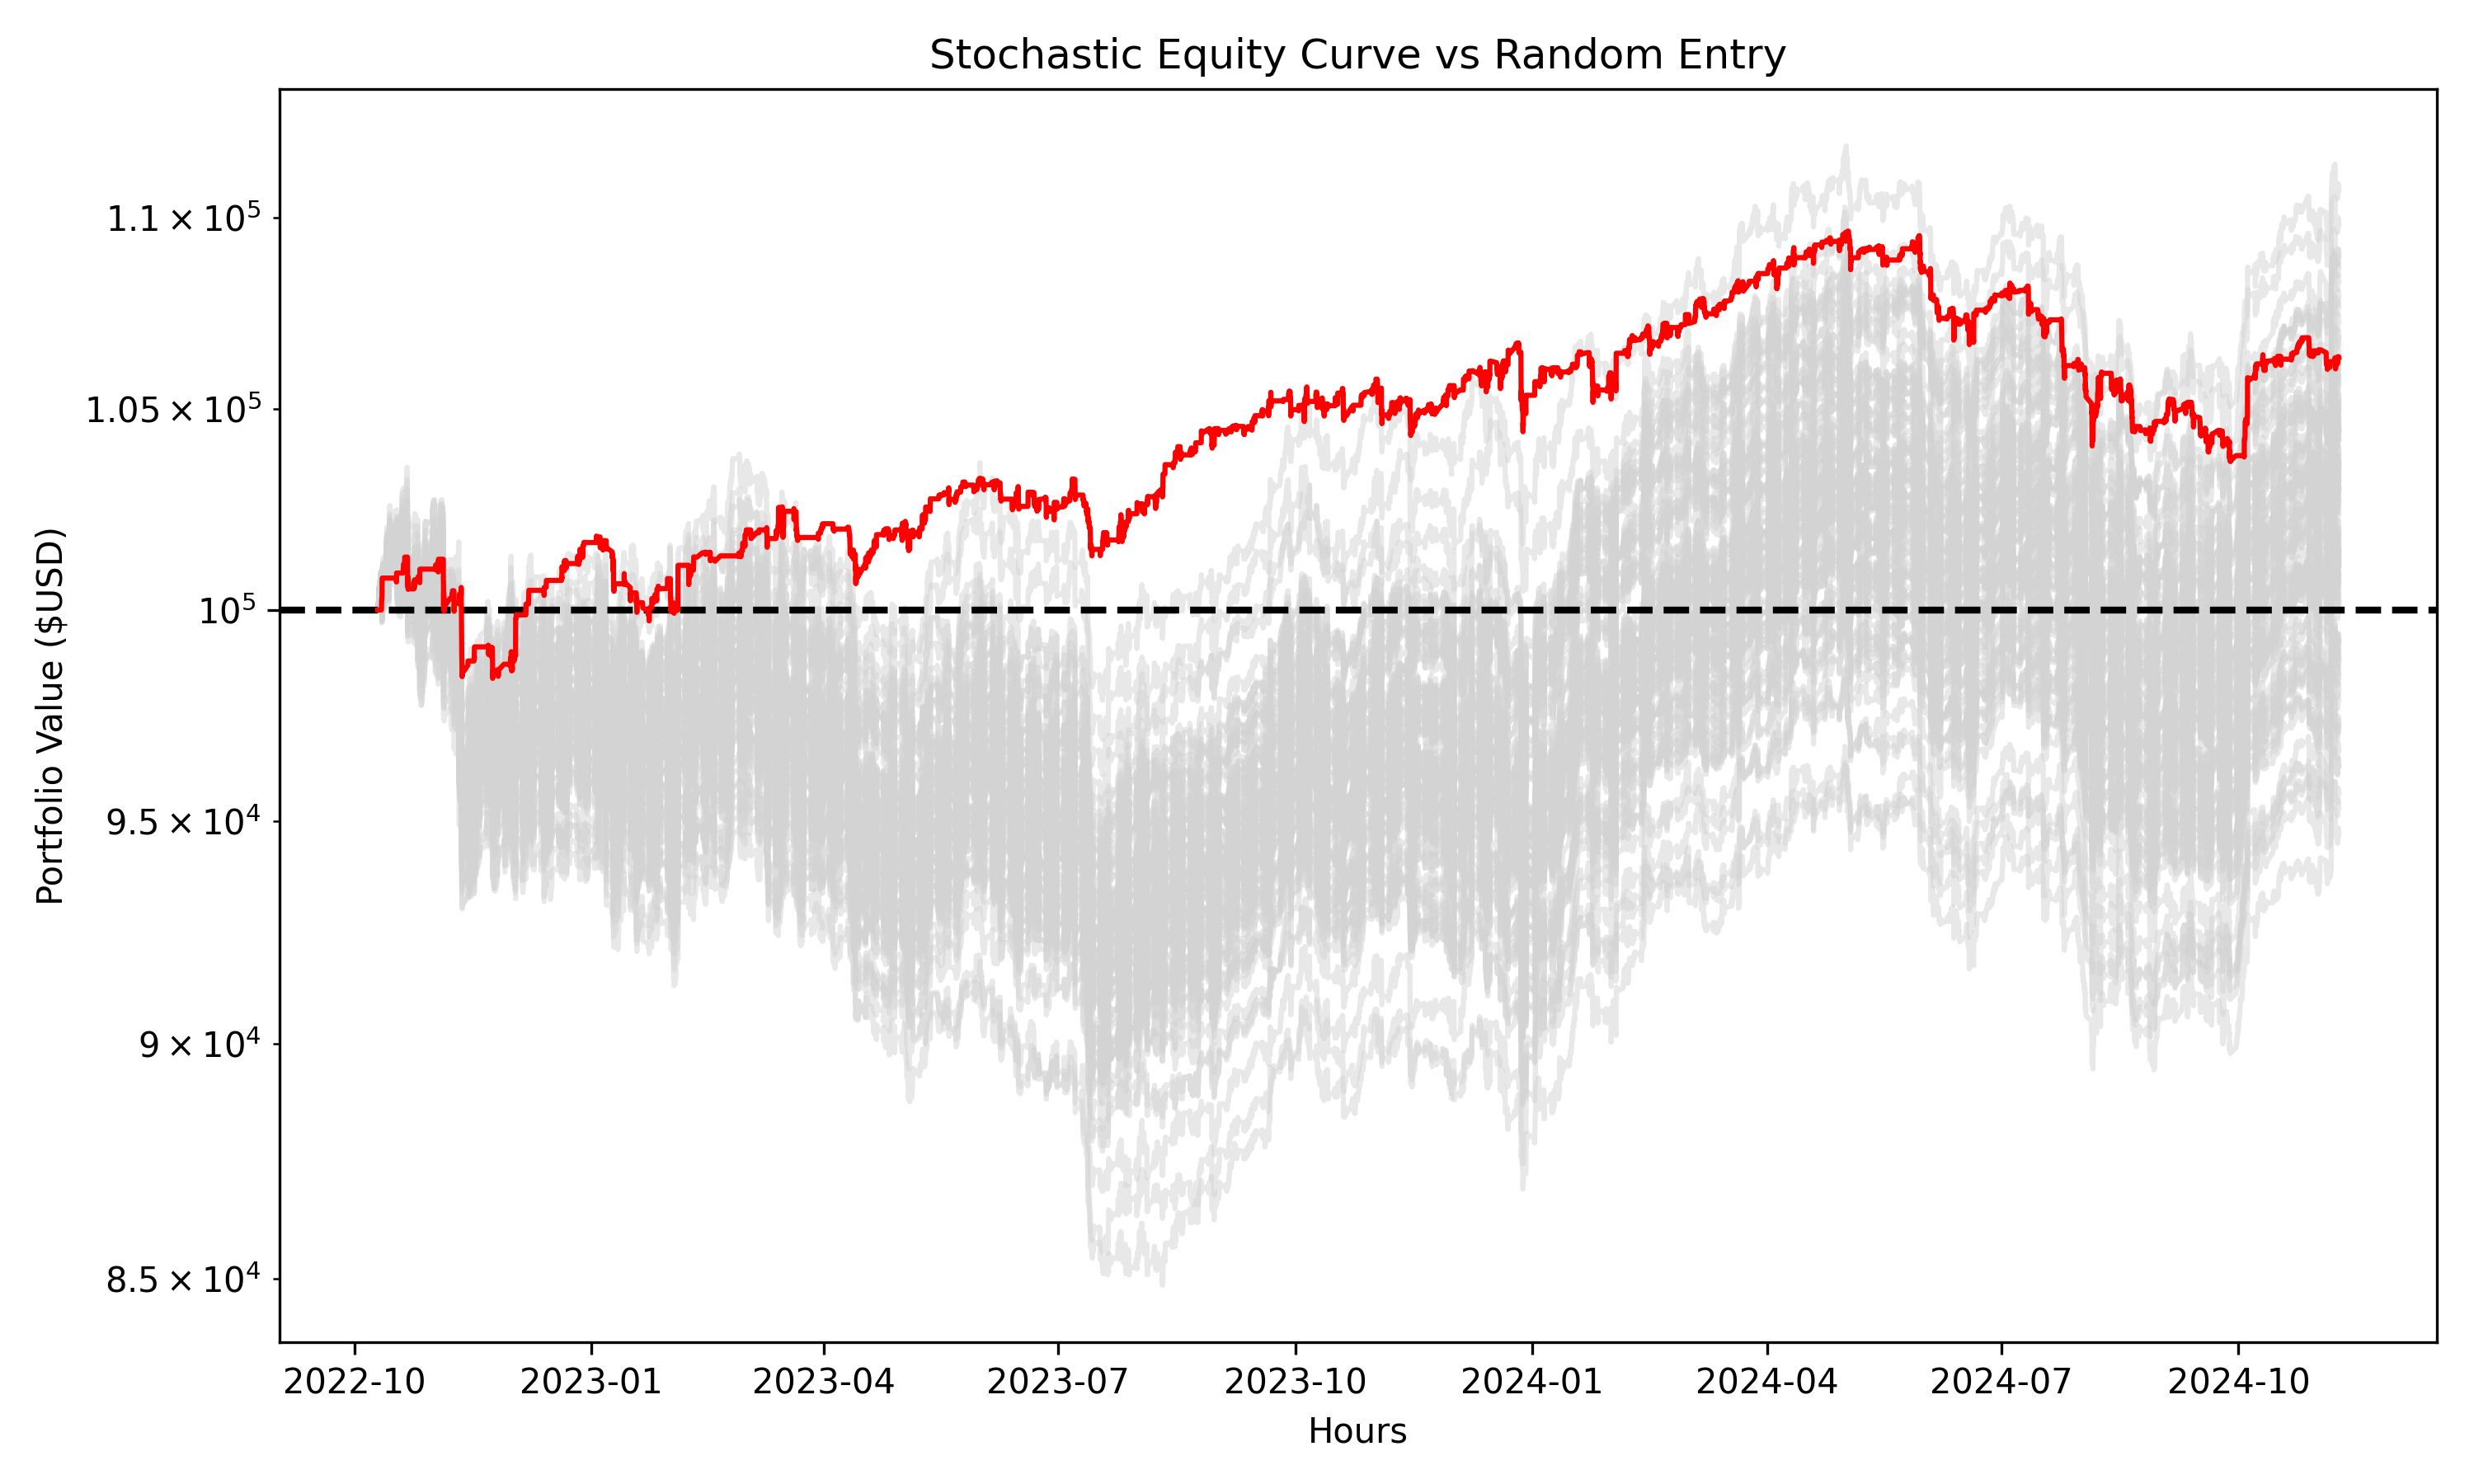 Stochastic Equity Curve vs Random Entry
Portfolio Value ($USD)
1.1 × 10⁵
1.05 × 10⁵
10⁵
9.5 × 10⁴
9 × 10⁴
8.5 × 10⁴
2022-10 2023-01 2023-04 2023-07 2023-10 2024-01 2024-04 2024-07 2024-10
Hours